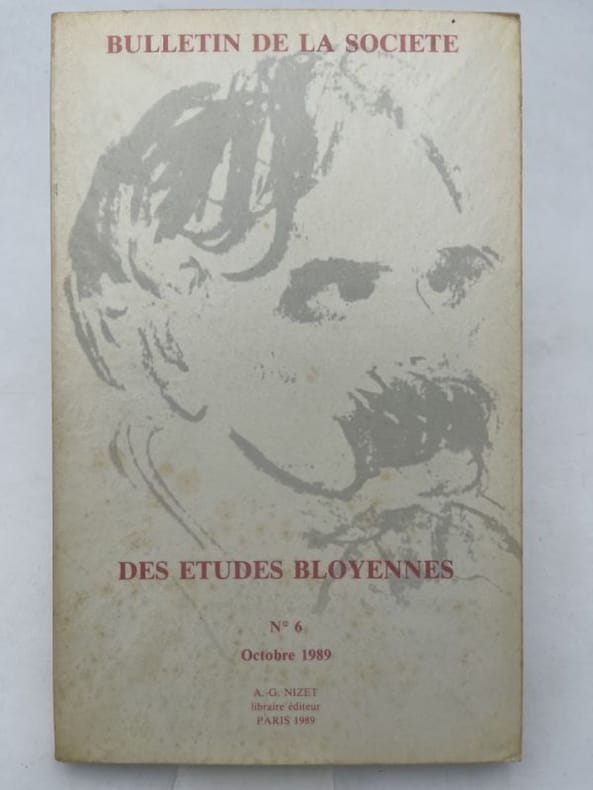 BULLETIN DE LA SOCIETE
DES ETUDES BLOYENNES
N° 6
Octobre 1989
A.-G. NIZET
libraire éditeur
PARIS 1989